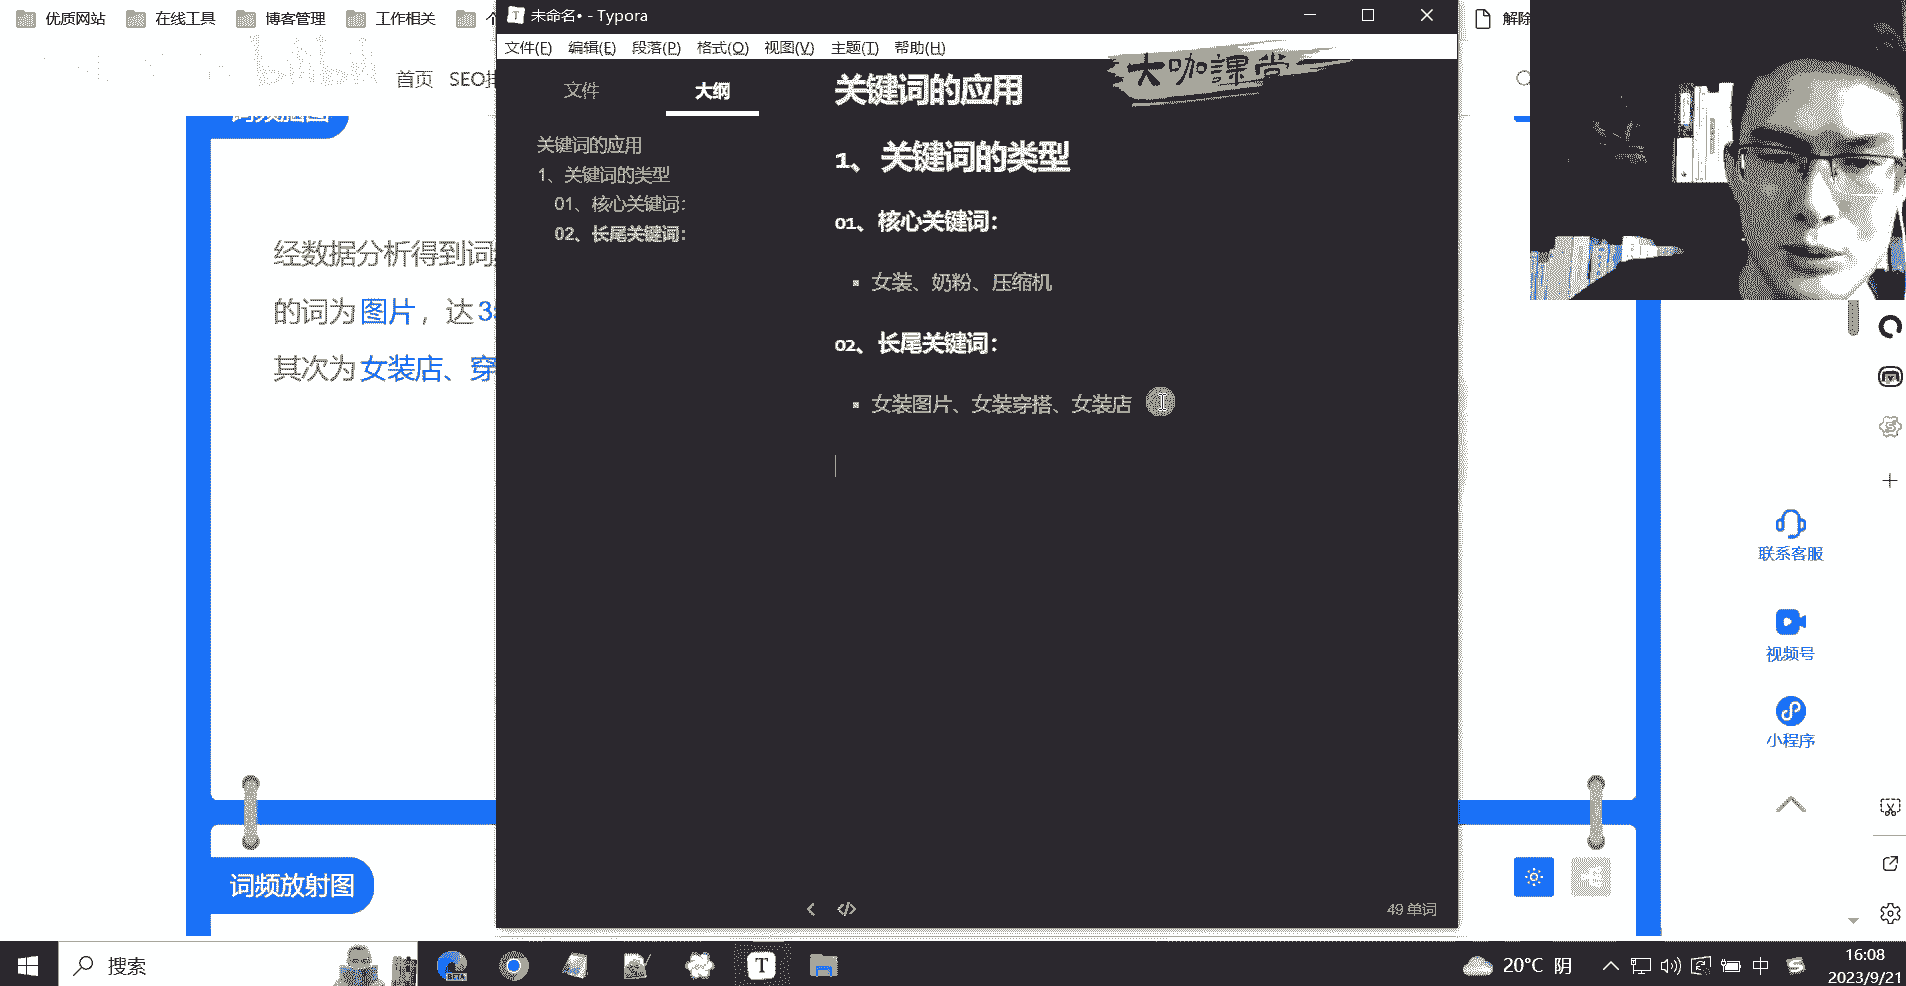 优质网站
在线工具
博客管理
工作相关
首页
未命名• - Typora
文件(F) 编辑(E) 段落(P) 格式(O) 视图(V) 主题(T) 帮助(H)
文件
大纲
关键词的应用
1、关键词的类型
01、核心关键词：
02、长尾关键词：
大咖課堂
关键词的应用
1、关键词的类型
01、核心关键词：
女装、奶粉、压缩机
02、长尾关键词：
女装图片、女装穿搭、女装店
49 单词
解除
经数据分析得到词
的词为 图片，达 3
其次为 女装店、穿
词频放射图
联系客服
视频号
小程序
搜索
BETA
20°C 阴
中
16:08
2023/9/21